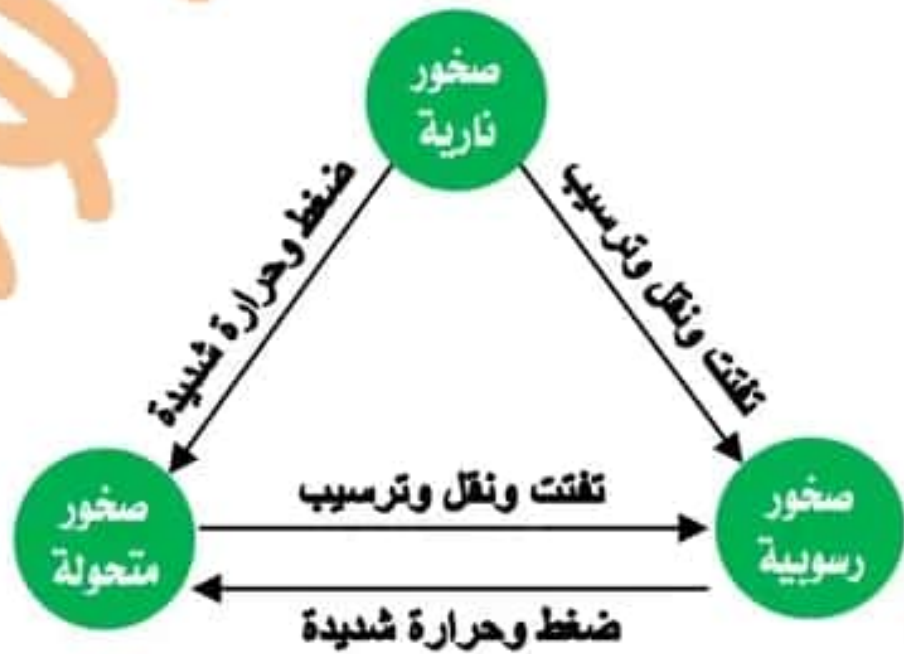 صخور
نارية
ضغط وحرارة شديدة
تفتت ونقل وترسيب
صخور
متحولة
تفتت ونقل وترسيب
ضغط وحرارة شديدة
صخور
رسوبية